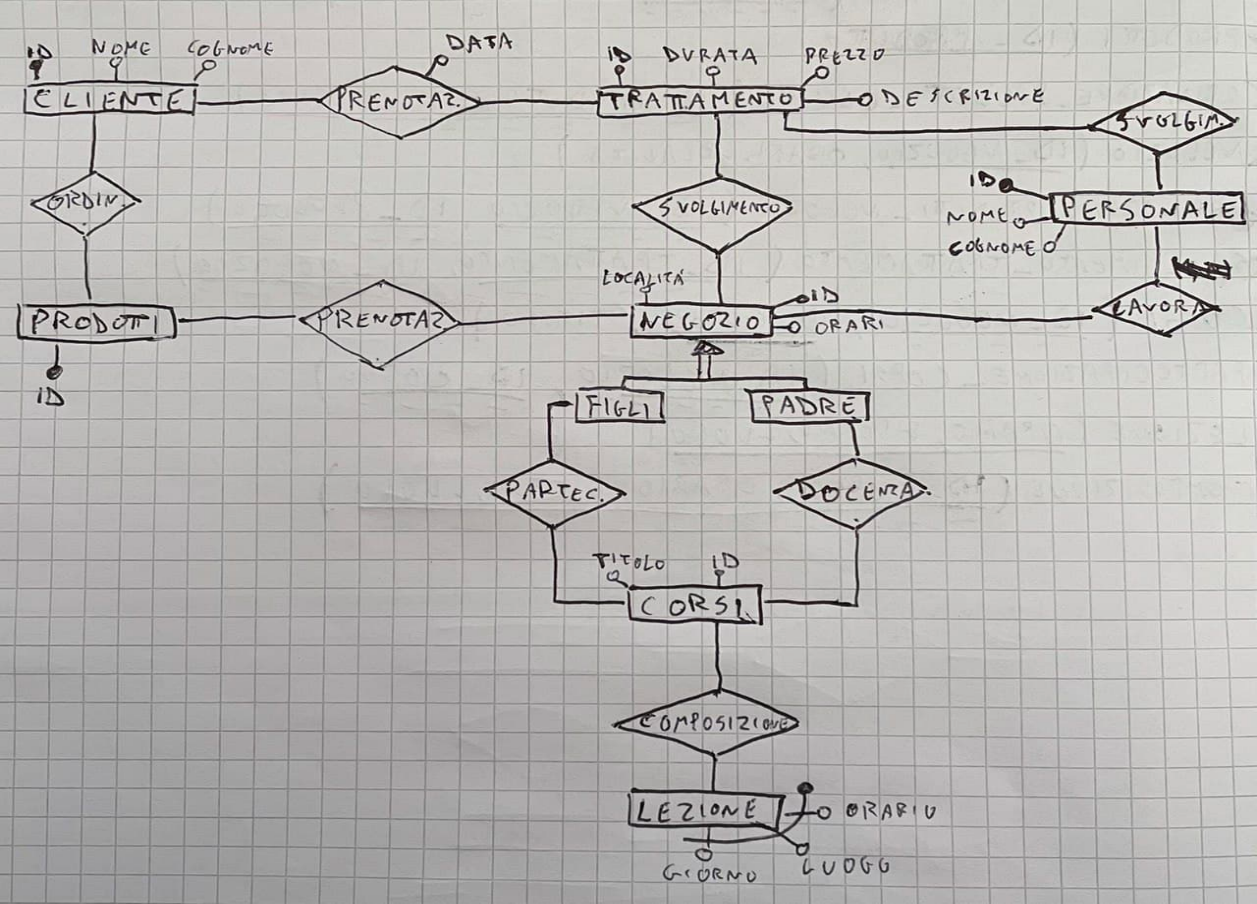 ID NOME COGNOME DATA ID DURATA PREZZO
CLIENTE PRENOTAZ. TRATTAMENTO DESCRIZIONE
SVOLGIM.
ORDIN. SVOLGIMENTO ID PERSONALE
NOME
COGNOME
LOCALITÁ ID
PRODOTTI PRENOTAZ NEGOZIO ORARI LAVORA
ID
FIGLI PADRE
PARTEC. DOCENZA.
TITOLO ID
CORSI
COMPOSIZIONE
LEZIONE ORARIO
GIORNO LUOGO